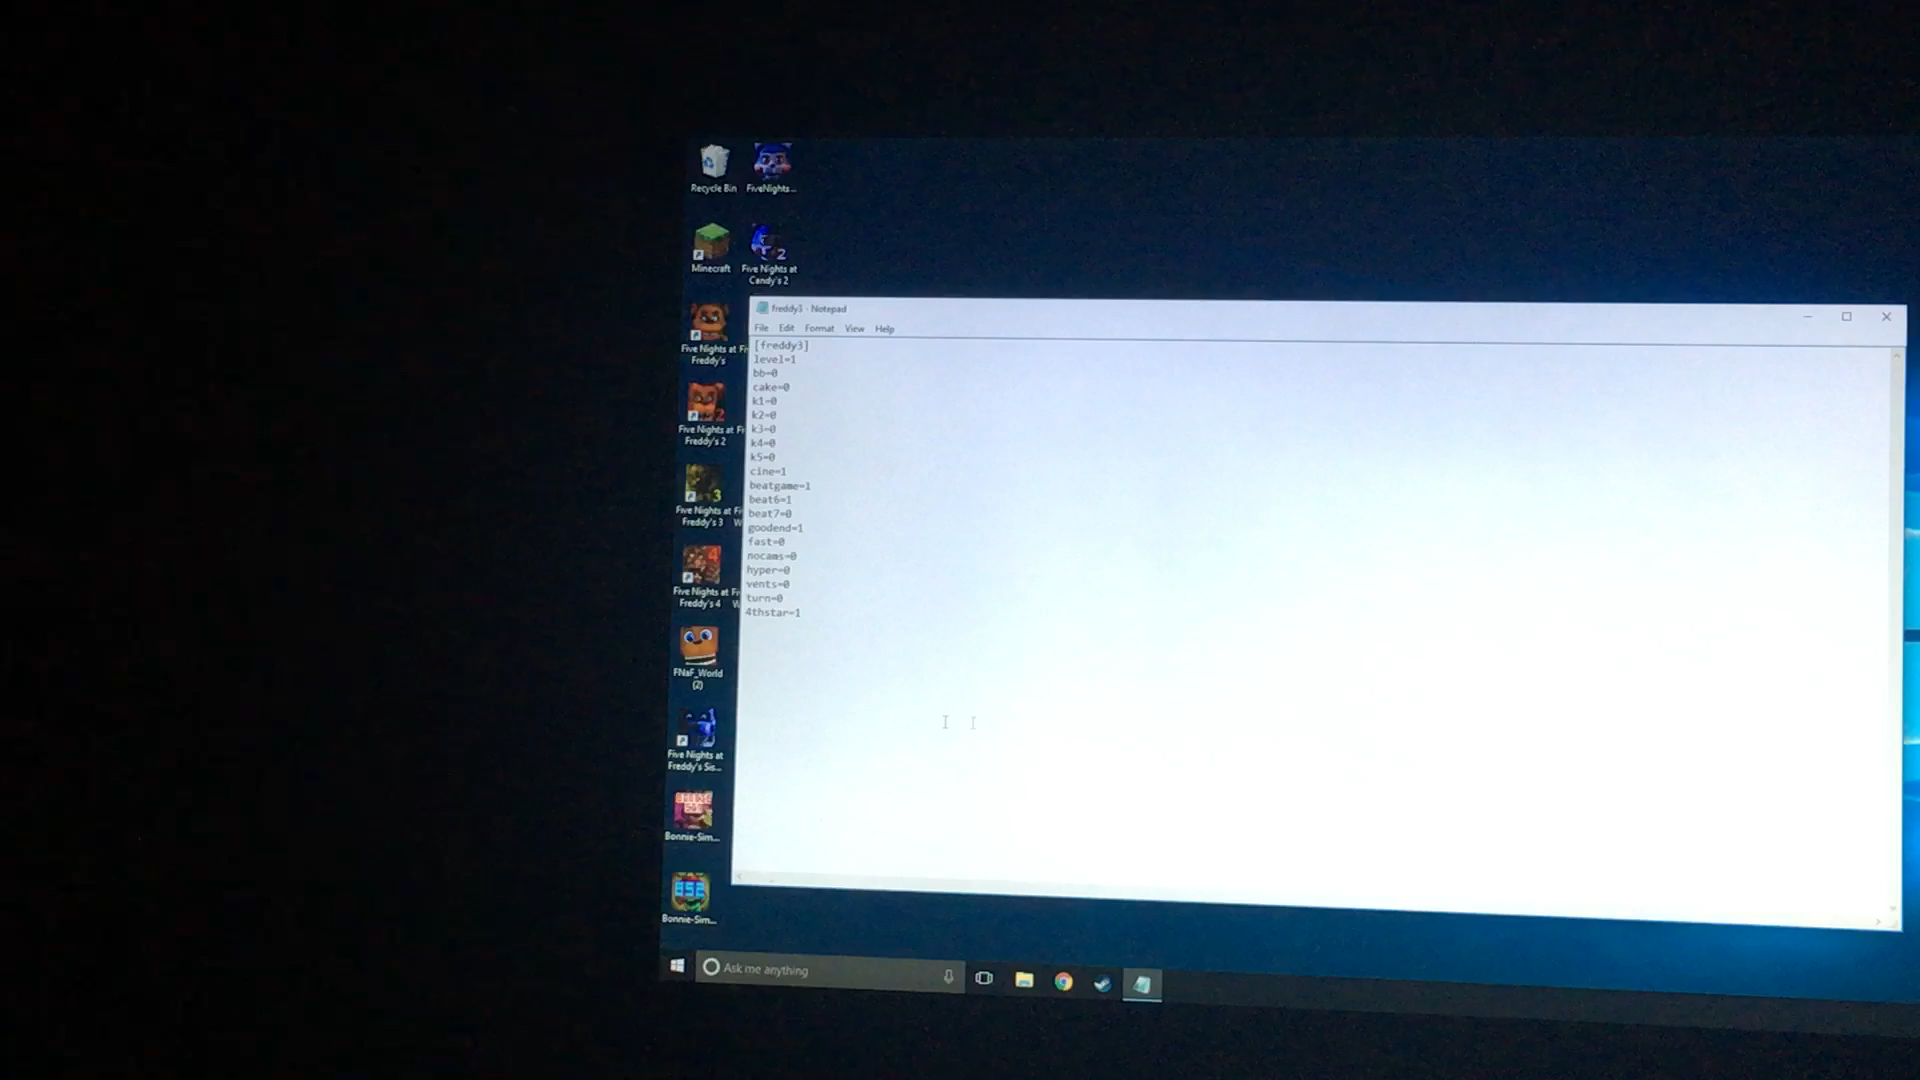 Recycle Bin
FiveNights...
Minecraft
Five Nights at
Candy's 2
Five Nights at
Freddy's
Five Nights at
Freddy's 2
Five Nights at
Freddy's 3
Five Nights at
Freddy's 4
FNaF_World
(2)
Five Nights at
Freddy's Sis...
Bonnie-Sim...
Bonnie-Sim...
freddy3 - Notepad
File Edit Format View Help
[freddy3]
level=1
bb=0
cake=0
k1=0
k2=0
k3=0
k4=0
k5=0
cine=1
beatgame=1
beat6=1
beat7=0
goodend=1
fast=0
nocams=0
hyper=0
vents=0
turn=0
4thstar=1
Ask me anything